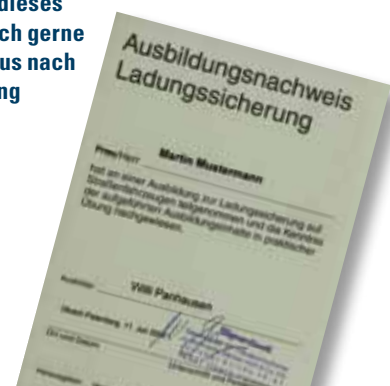 dieses
ch gerne
us nach
ng
Ausbildungsnachweis
Ladungssicherung
Frau/Herr Martin Mustermann
hat an einer Ausbildung zur Ladungssicherung auf
Straßenfahrzeugen teilgenommen und die Kenntnis
der aufgeführten Ausbildungsinhalte in praktischer
Übung nachgewiesen.
Ausbilder Willi Panhausen
Ort und Datum